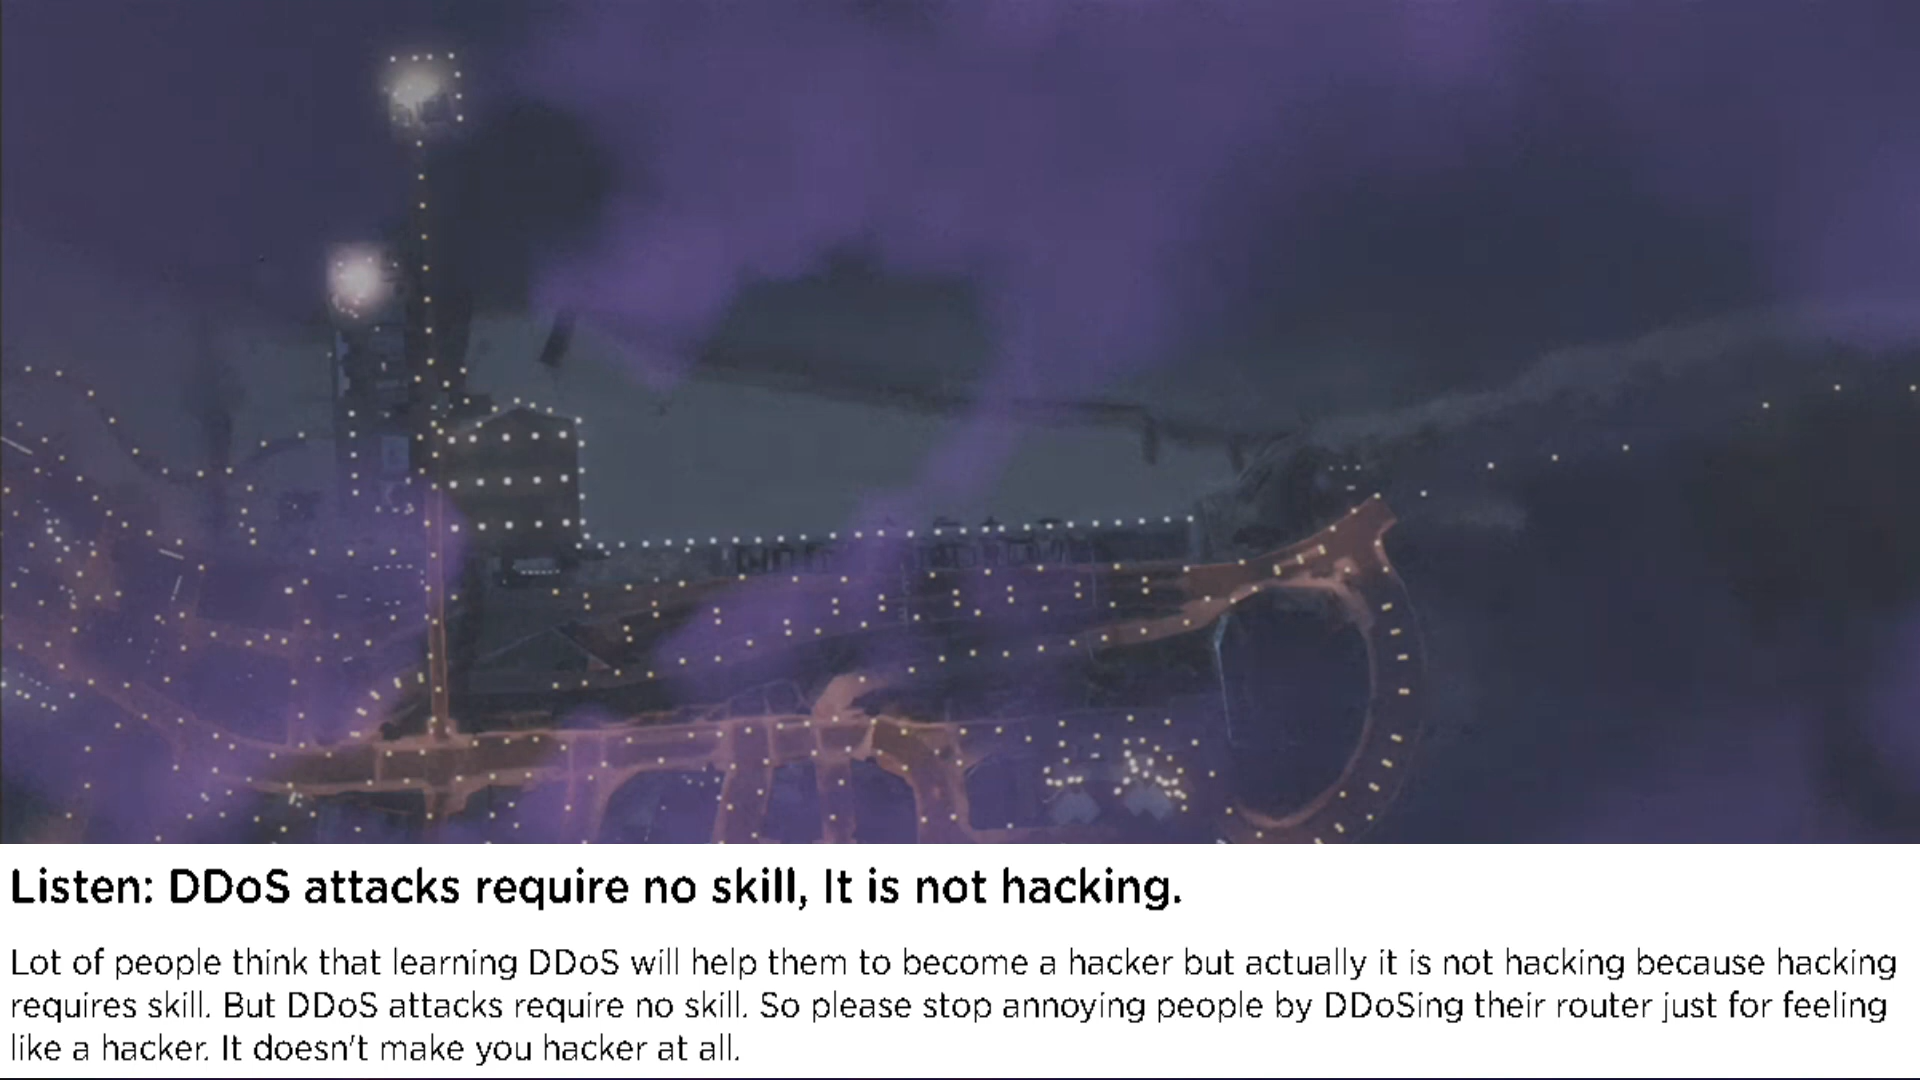 Listen: DDoS attacks require no skill, It is not hacking.
Lot of people think that learning DDoS will help them to become a hacker but actually it is not hacking because hacking
requires skill. But DDoS attacks require no skill. So please stop annoying people by DDoSing their router just for feeling
like a hacker. It doesn't make you hacker at all.